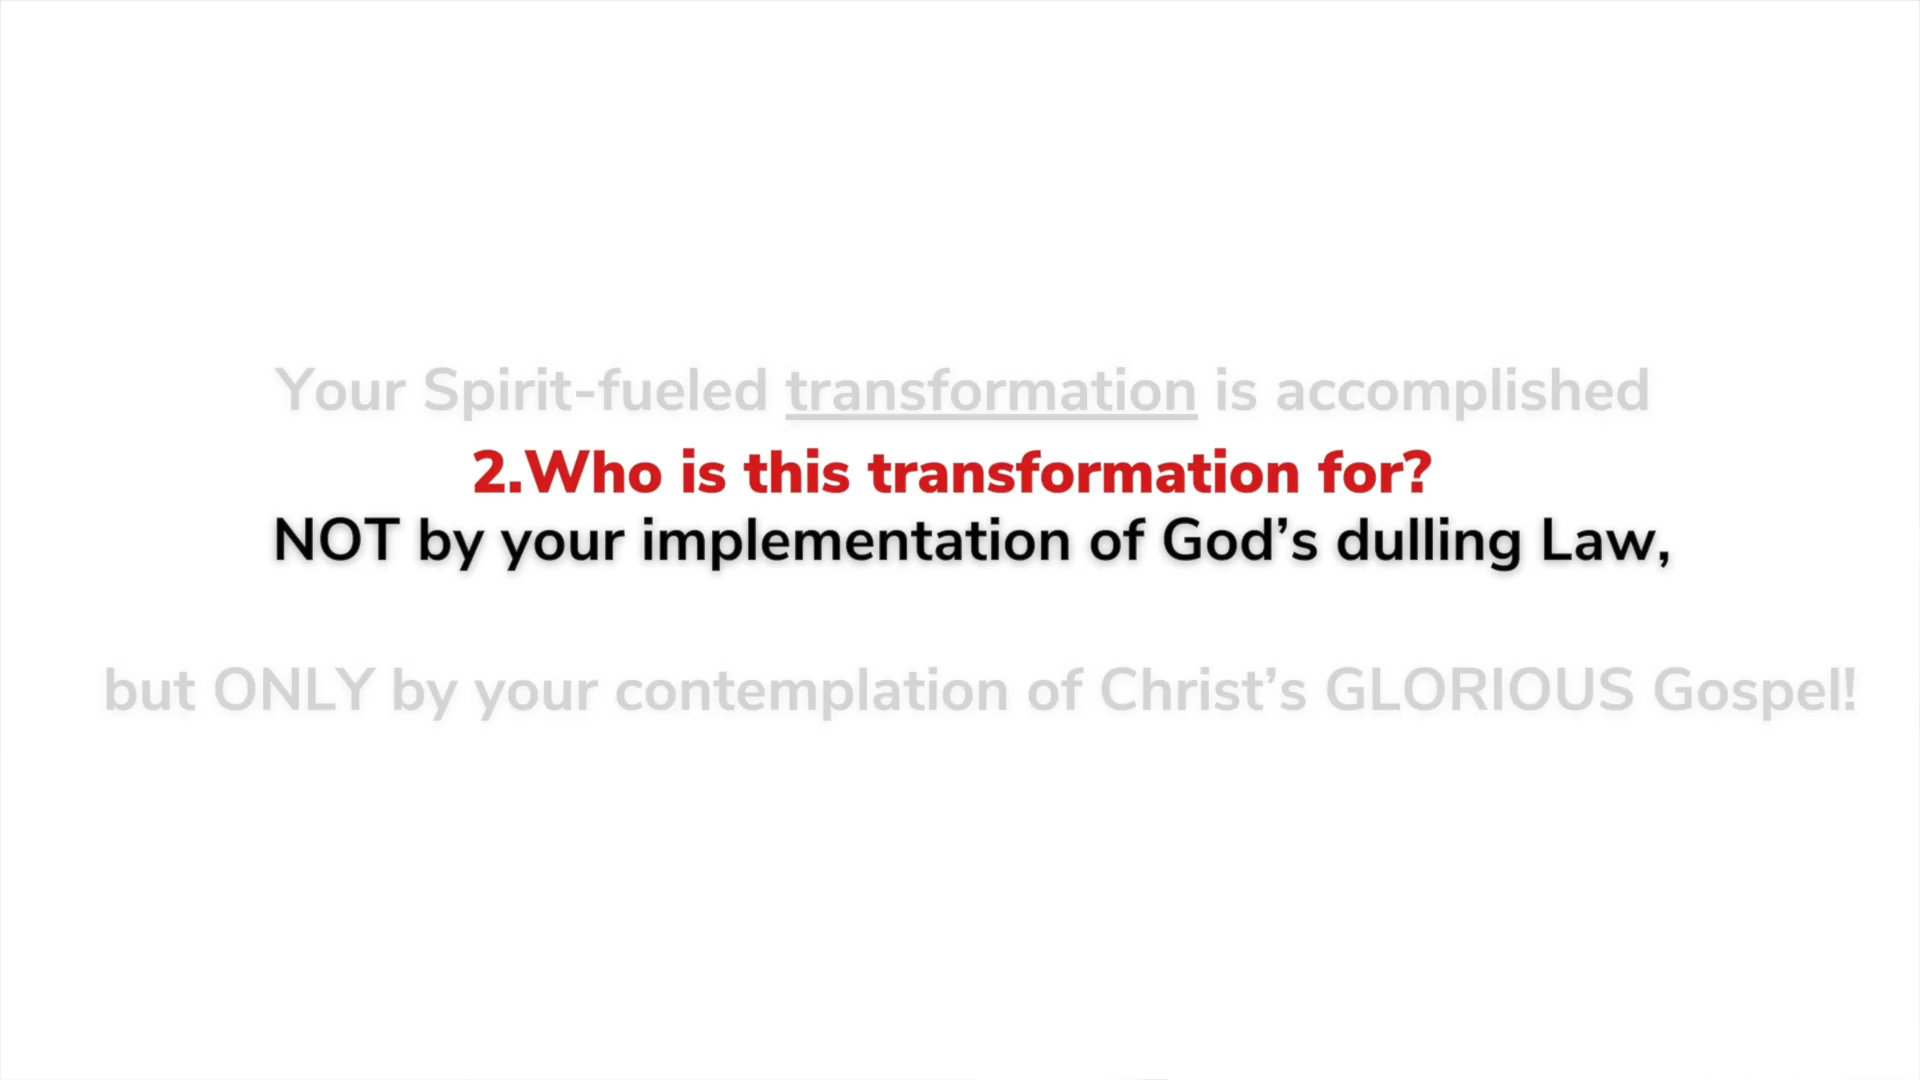 Your Spirit-fueled transformation is accomplished
2.Who is this transformation for?
NOT by your implementation of God’s dulling Law,
but ONLY by your contemplation of Christ’s GLORIOUS Gospel!